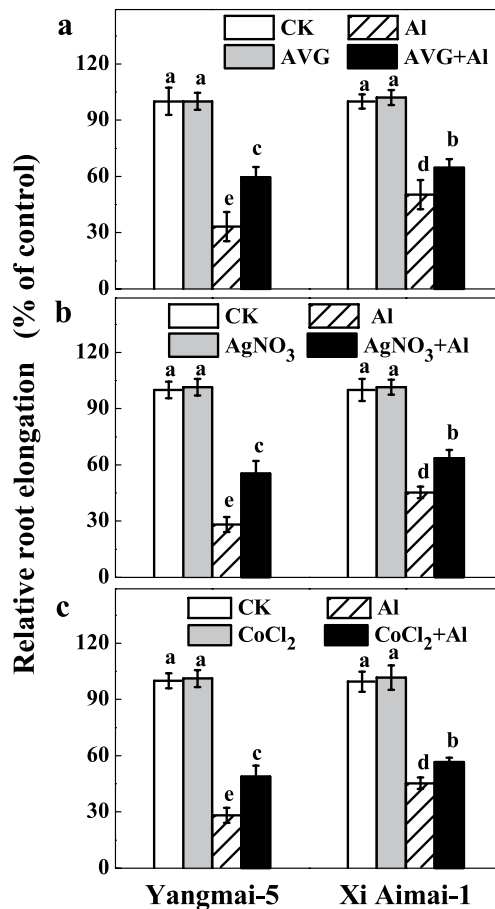 a
CK Al
AVG AVG+Al
120
90
60
30
0
a a e c a a d b
b
CK Al
AgNO₃ AgNO₃+Al
120
90
60
30
0
a a e c a a d b
c
CK Al
CoCl₂ CoCl₂+Al
120
90
60
30
0
a a e c a a d b
Yangmai-5 Xi Aimai-1
Relative root elongation (% of control)